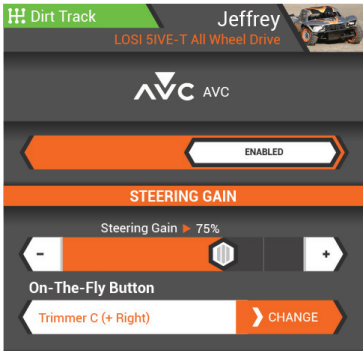 Dirt Track
Jeffrey
LOSI 5IVE-T All Wheel Drive
AVC AVC
ENABLED
STEERING GAIN
Steering Gain ▶ 75%
- +
On-The-Fly Button
Trimmer C (+ Right) CHANGE